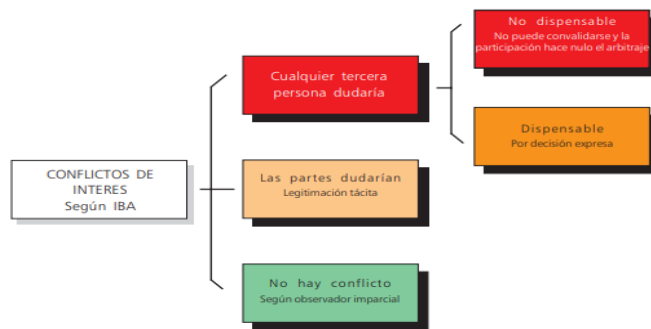 CONFLICTOS DE
INTERES
Según IBA
Cualquier tercera
persona dudaría
No dispensable
No puede convalidarse y la
participación hace nulo el arbitraje
Dispensable
Por decisión expresa
Las partes dudarían
Legitimación tácita
No hay conflicto
Según observador imparcial